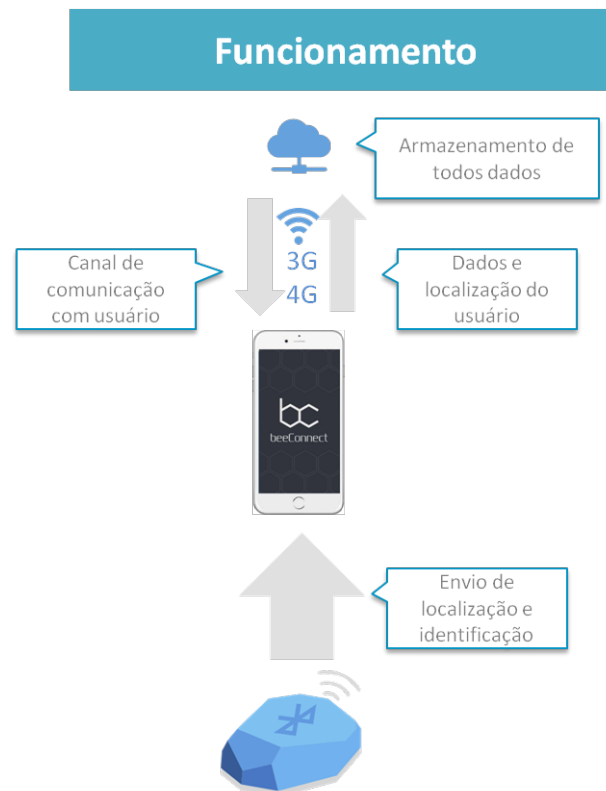 Funcionamento
Armazenamento de
todos dados
Canal de
comunicação
com usuário
3G
4G
Dados e
localização do
usuário
bc
beeConnect
Envio de
localização e
identificação